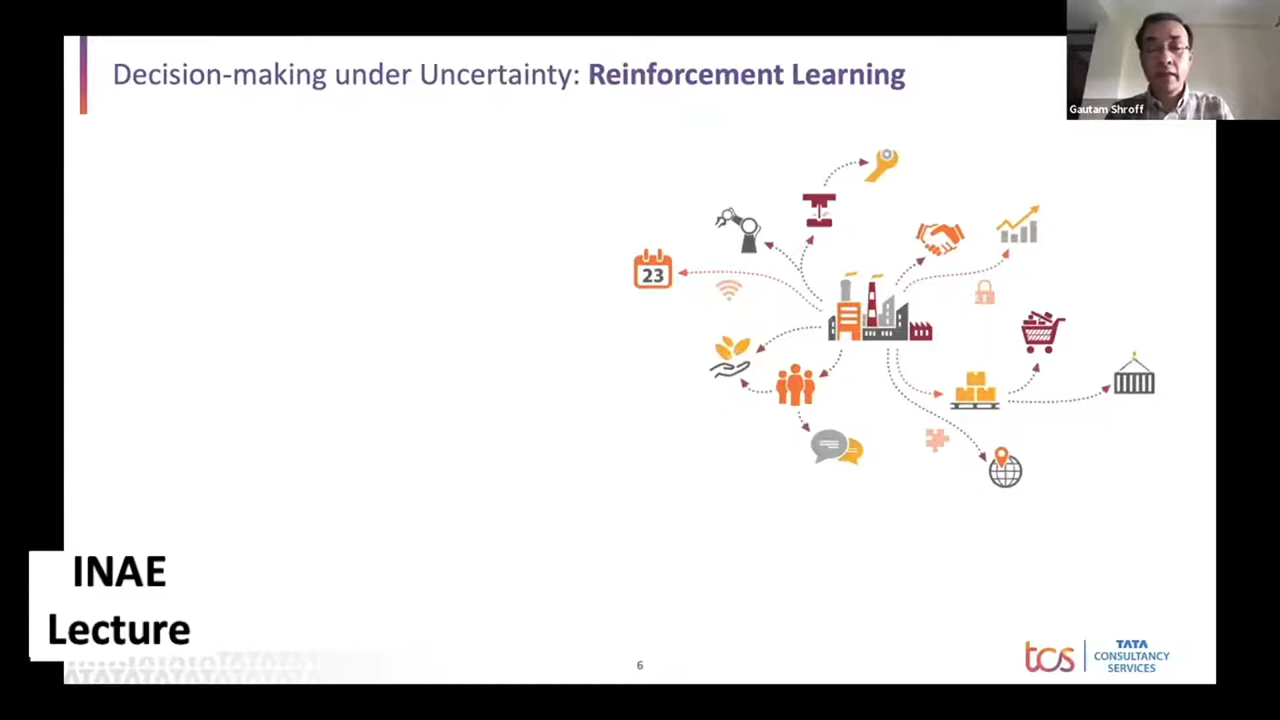 Decision-making under Uncertainty: Reinforcement Learning
Gautam Shroff
23
INAE
Lecture
6
tcs
TATA
CONSULTANCY
SERVICES